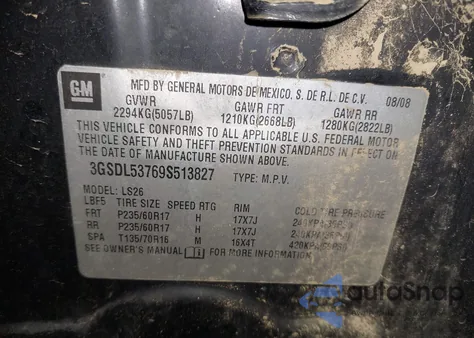 GM
MFD BY GENERAL MOTORS DE MEXICO, S. DE R.L. DE C.V. 08/08
GVWR GAWR FRT GAWR RR
2294KG(5057LB) 1210KG(2668LB) 1280KG(2822LB)
THIS VEHICLE CONFORMS TO ALL APPLICABLE U.S. FEDERAL MOTOR
VEHICLE SAFETY AND THEFT PREVENTION STANDARDS IN EFFECT ON
THE DATE OF MANUFACTURE SHOWN ABOVE.
3GSDL53769S513827 TYPE: M.P.V.
MODEL: LS26
LBF5 TIRE SIZE SPEED RTG RIM COLD TIRE PRESSURE
FRT P235/60R17 H 17X7J
RR P235/60R17 H 17X7J
SPA T135/70R16 M 16X4T 420KPA
SEE OWNER'S MANUAL FOR MORE INFORMATION.
autoSnap